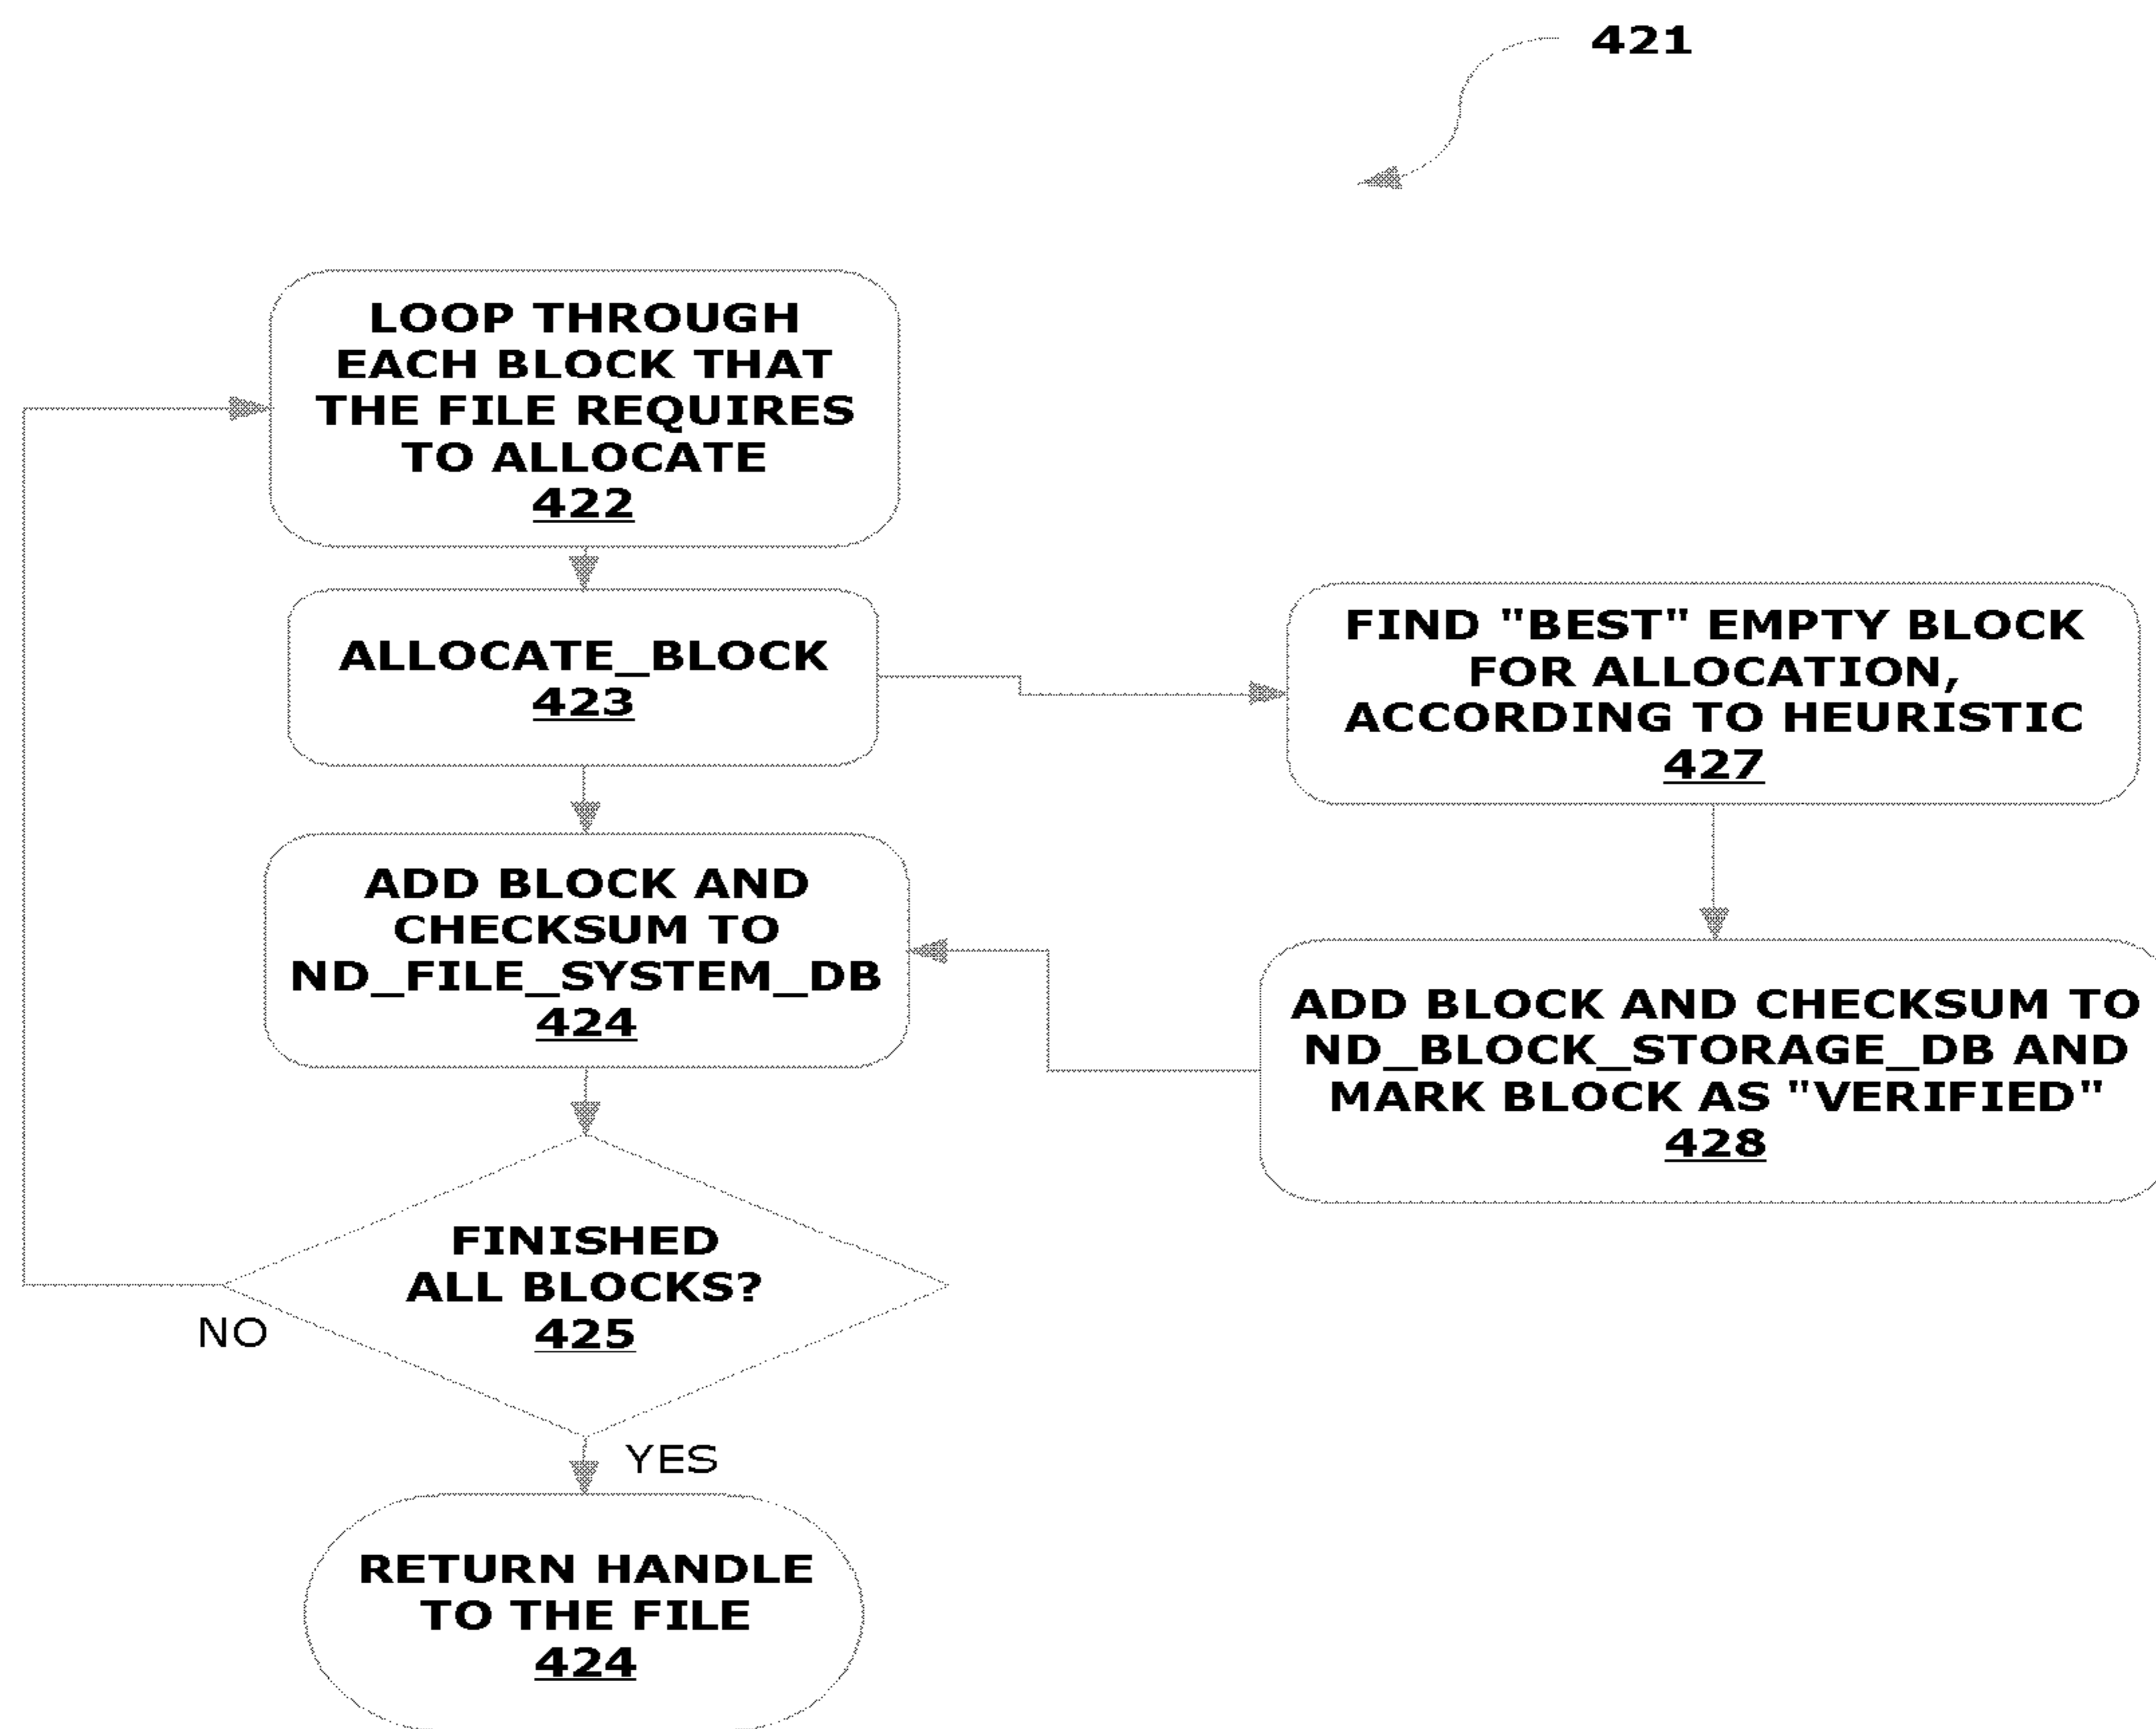 421
LOOP THROUGH
EACH BLOCK THAT
THE FILE REQUIRES
TO ALLOCATE
422
ALLOCATE_BLOCK
423
FIND "BEST" EMPTY BLOCK
FOR ALLOCATION,
ACCORDING TO HEURISTIC
427
ADD BLOCK AND
CHECKSUM TO
ND_FILE_SYSTEM_DB
424
ADD BLOCK AND CHECKSUM TO
ND_BLOCK_STORAGE_DB AND
MARK BLOCK AS "VERIFIED"
428
FINISHED
ALL BLOCKS?
425
NO
YES
RETURN HANDLE
TO THE FILE
424